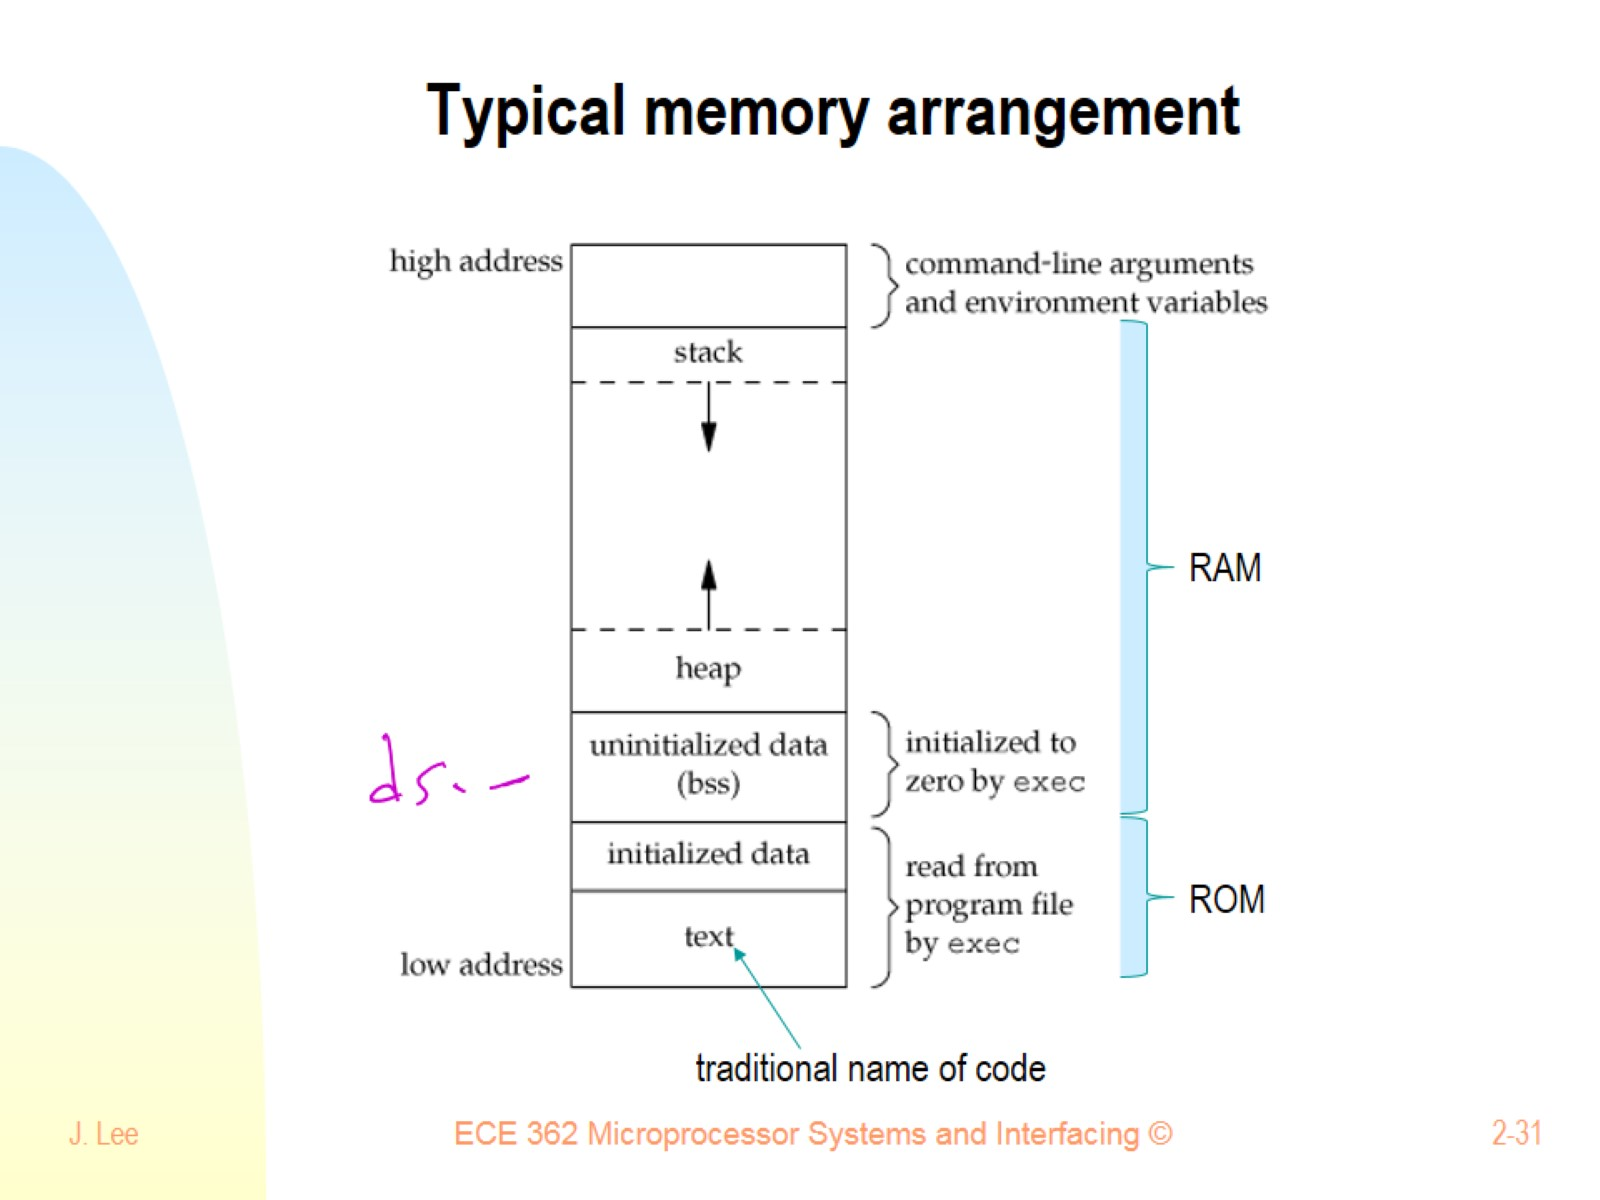 Typical memory arrangement
high address
command-line arguments
and environment variables
stack
RAM
heap
uninitialized data
(bss)
initialized to
zero by exec
ds.-
initialized data
read from
program file
by exec
ROM
text
low address
traditional name of code
J. Lee
ECE 362 Microprocessor Systems and Interfacing ©
2-31